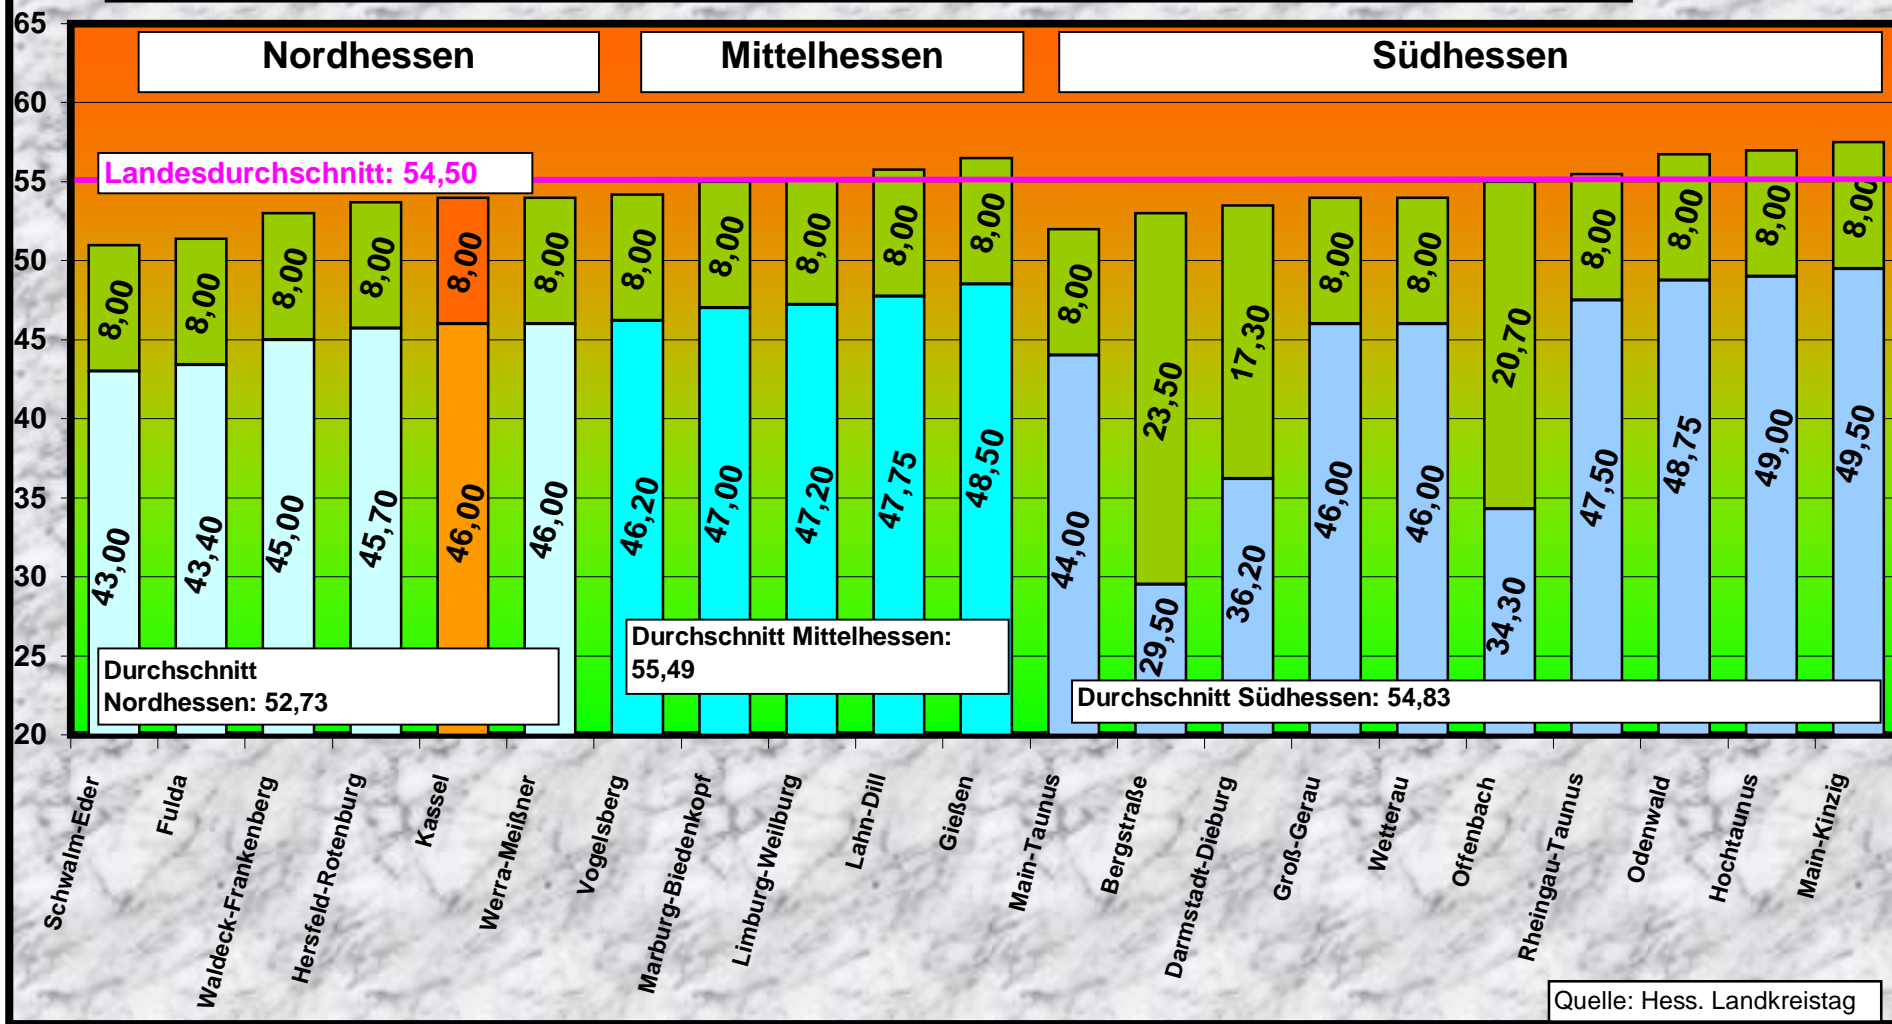 65
60
55
50
45
40
35
30
25
20
Nordhessen
Mittelhessen
Südhessen
Landesdurchschnitt: 54,50
8,00
8,00
8,00
8,00
8,00
8,00
8,00
8,00
8,00
8,00
8,00
8,00
23,50
17,30
8,00
8,00
20,70
8,00
8,00
8,00
8,00
43,00
43,40
45,00
45,70
46,00
46,00
46,20
47,00
47,20
47,75
48,50
44,00
29,50
36,20
46,00
46,00
34,30
47,50
48,75
49,00
49,50
Durchschnitt
Nordhessen: 52,73
Durchschnitt Mittelhessen:
55,49
Durchschnitt Südhessen: 54,83
Schwalm-Eder
Fulda
Waldeck-Frankenberg
Hersfeld-Rotenburg
Kassel
Werra-Meißner
Vogelsberg
Marburg-Biedenkopf
Limburg-Weilburg
Lahn-Dill
Gießen
Main-Taunus
Bergstraße
Darmstadt-Dieburg
Groß-Gerau
Wetterau
Offenbach
Rheingau-Taunus
Odenwald
Hochtaunus
Main-Kinzig
Quelle: Hess. Landkreistag